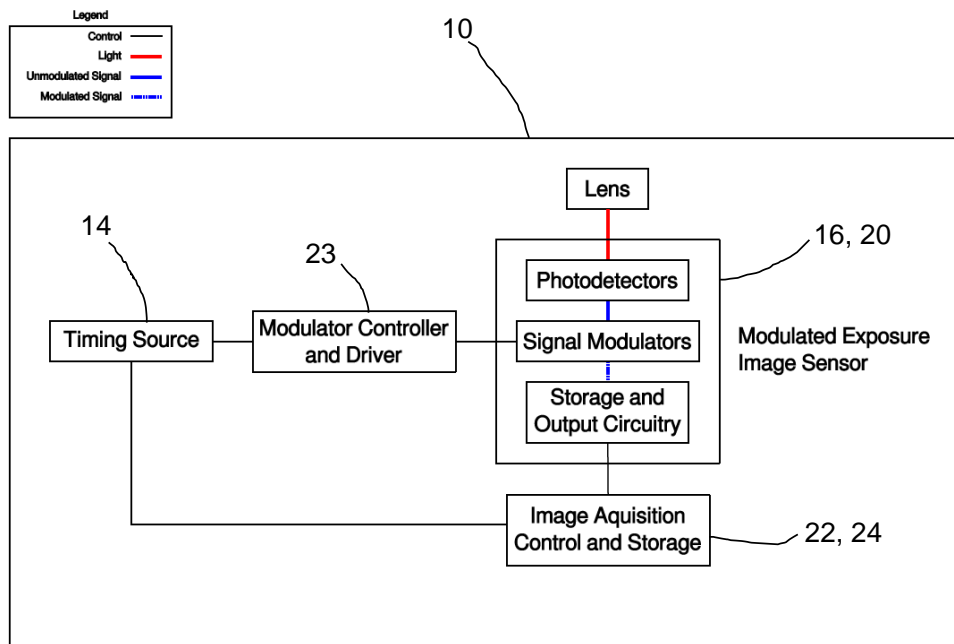 Legend
Control
Light
Unmodulated Signal
Modulated Signal
10
Lens
14
23
16, 20
Photodetectors
Timing Source
Modulator Controller
and Driver
Signal Modulators
Modulated Exposure
Image Sensor
Storage and
Output Circuitry
Image Aquisition
Control and Storage
22, 24